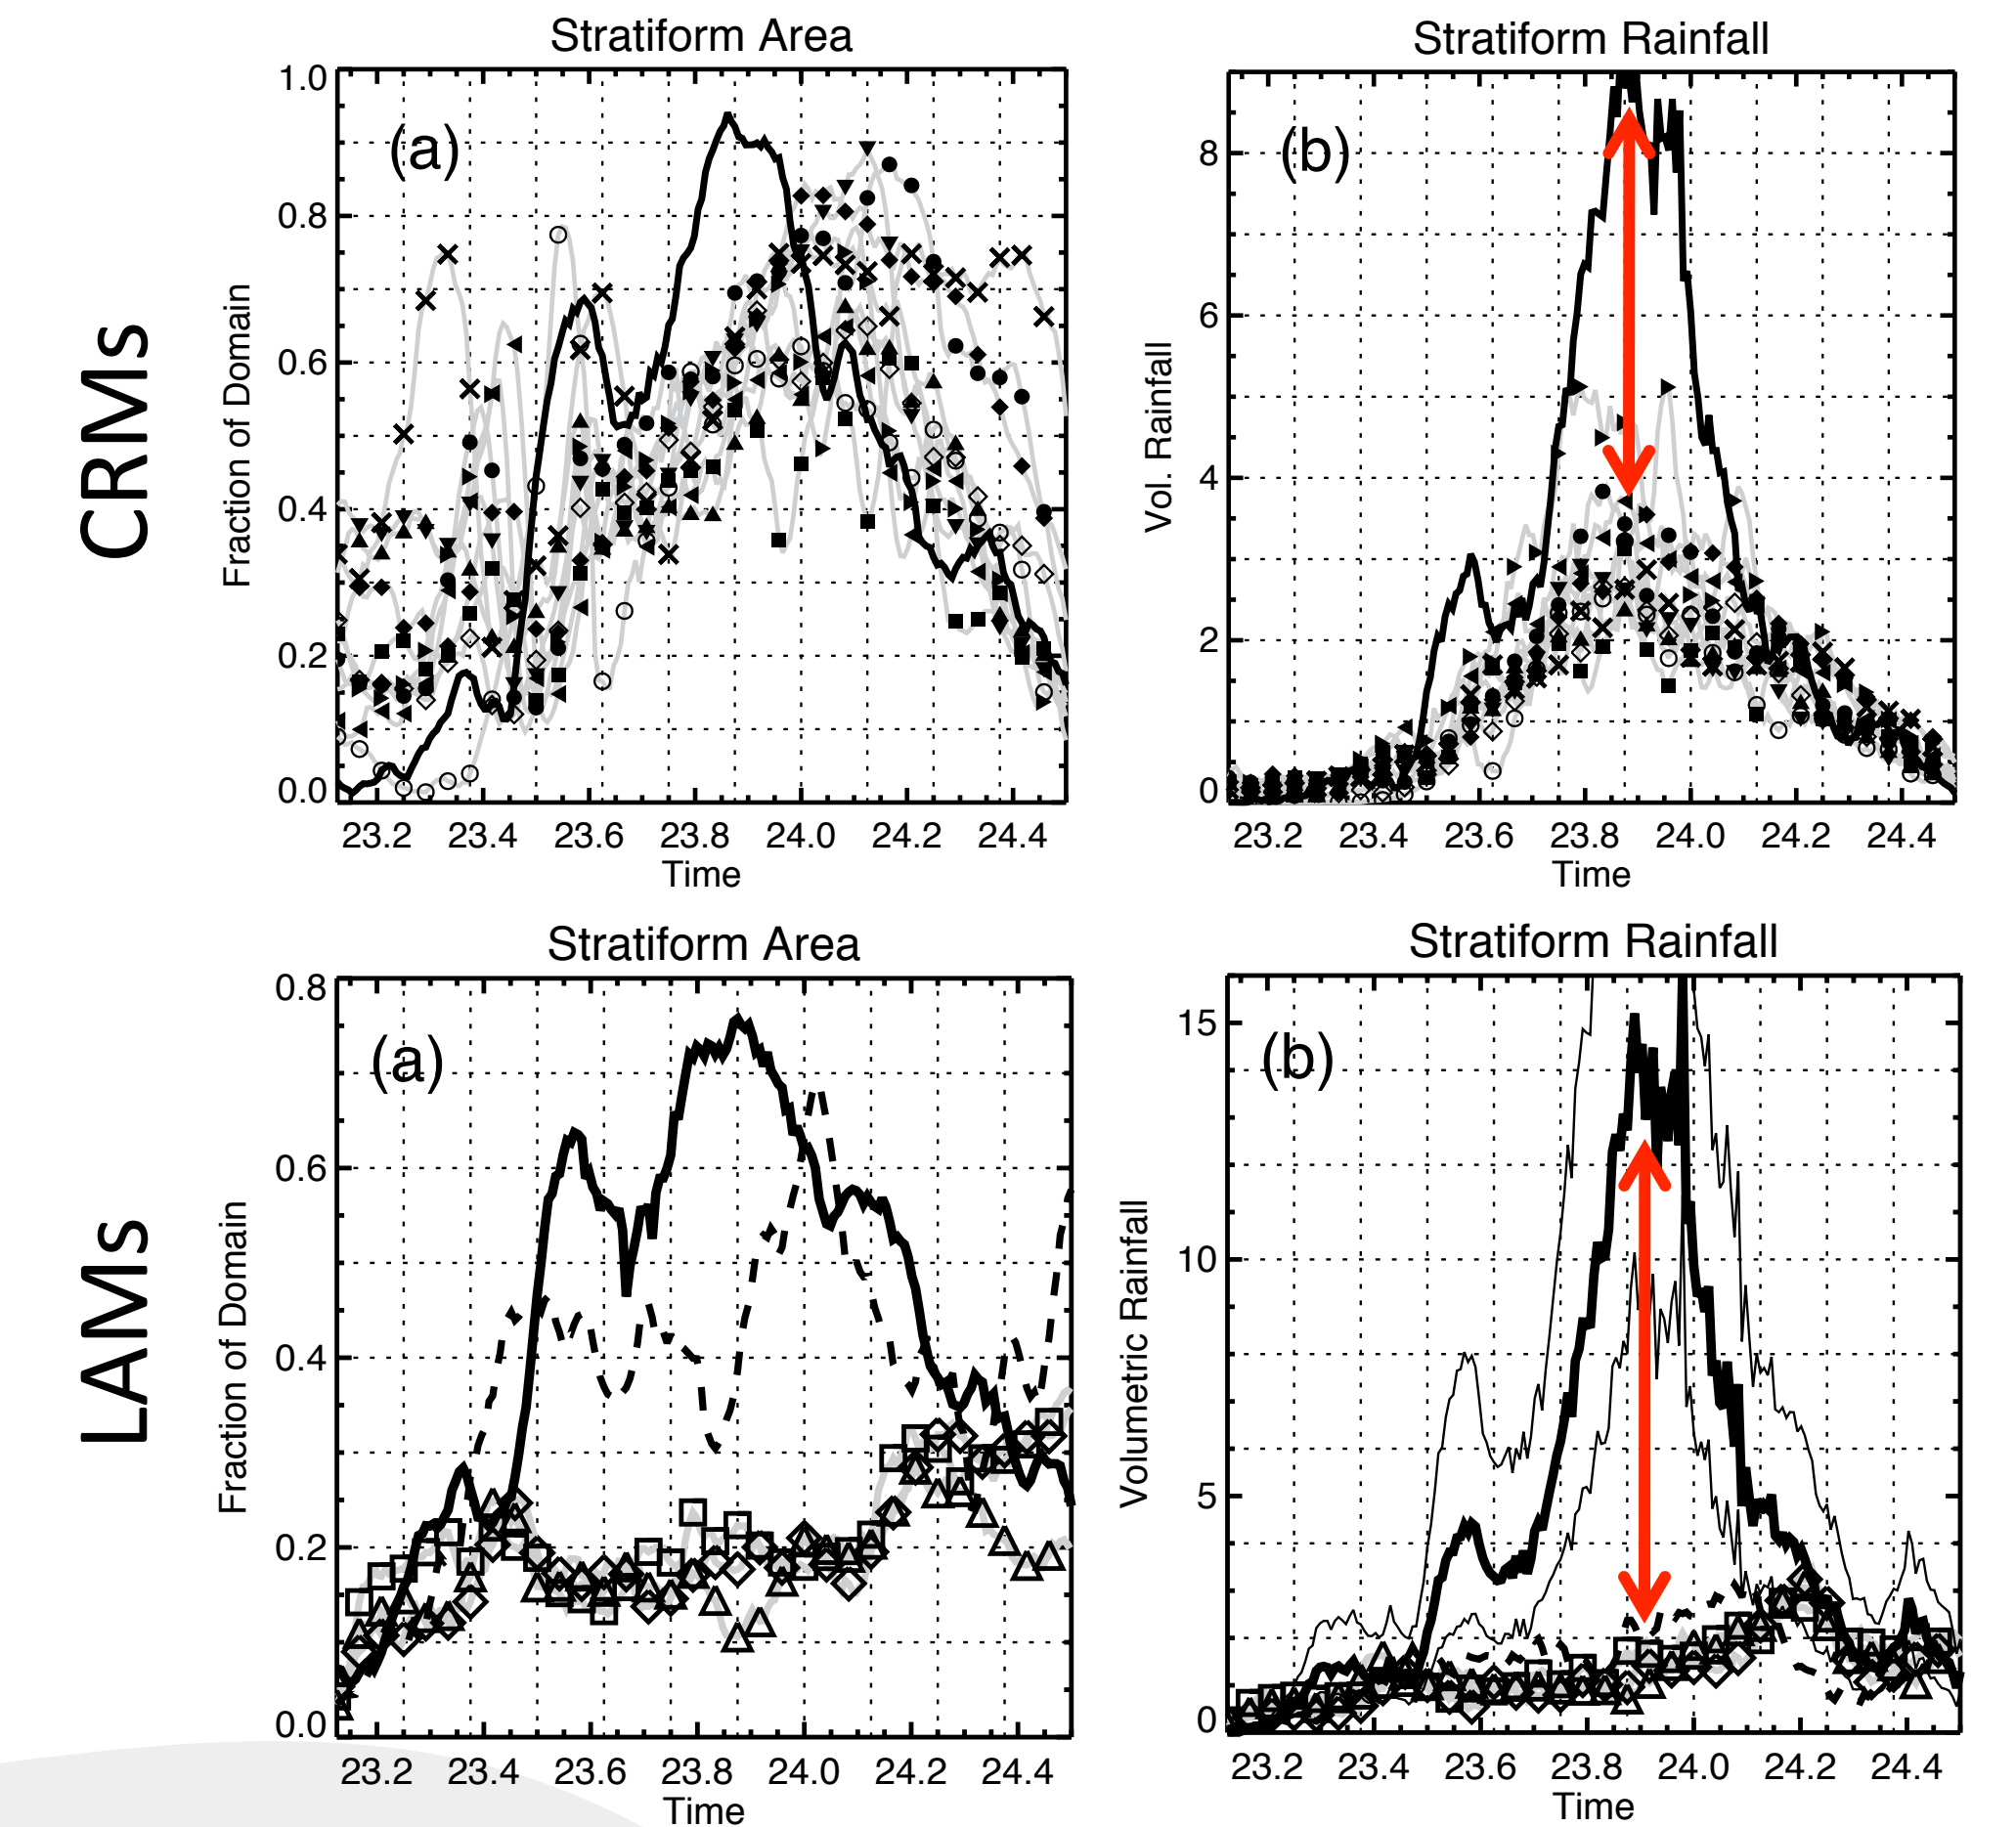 CRMs
Stratiform Area
(a)
Fraction of Domain
1.0
0.8
0.6
0.4
0.2
0.0
23.2 23.4 23.6 23.8 24.0 24.2 24.4
Time
Stratiform Rainfall
(b)
Vol. Rainfall
8
6
4
2
0
23.2 23.4 23.6 23.8 24.0 24.2 24.4
Time
LAMs
Stratiform Area
(a)
Fraction of Domain
0.8
0.6
0.4
0.2
0.0
23.2 23.4 23.6 23.8 24.0 24.2 24.4
Time
Stratiform Rainfall
(b)
Volumetric Rainfall
15
10
5
0
23.2 23.4 23.6 23.8 24.0 24.2 24.4
Time